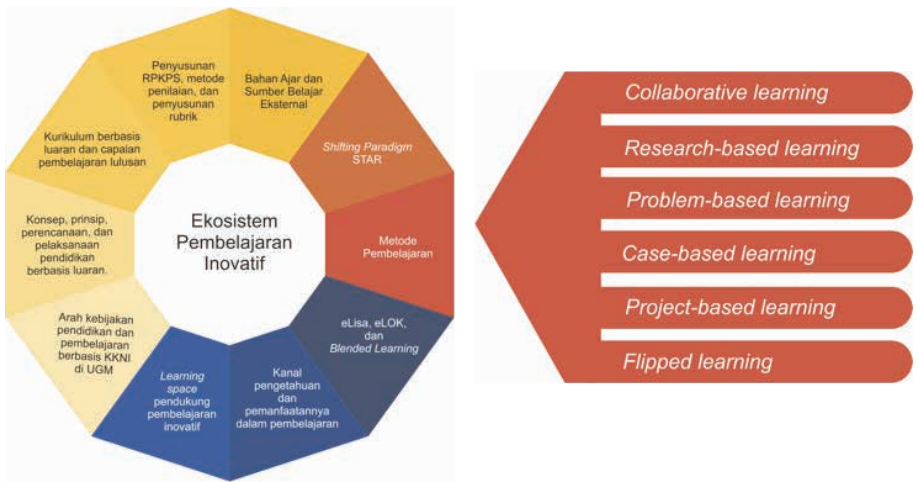 Penyusunan
RPKPS, metode
penilaian, dan
penyusunan
rubrik
Bahan Ajar dan
Sumber Belajar
Eksternal
Shifting Paradigm
STAR
Metode
Pembelajaran
eLisa, eLOK,
dan
Blended Learning
Kanal
pengetahuan
dan
pemanfaatannya
dalam pembelajaran
Learning
space
pendukung
pembelajaran
inovatif
Arah kebijakan
pendidikan dan
pembelajaran
berbasis KKNI
di UGM
Konsep, prinsip,
perencanaan, dan
pelaksanaan
pendidikan
berbasis luaran.
Kurikulum berbasis
luaran dan capaian
pembelajaran lulusan
Ekosistem
Pembelajaran
Inovatif
Collaborative learning
Research-based learning
Problem-based learning
Case-based learning
Project-based learning
Flipped learning